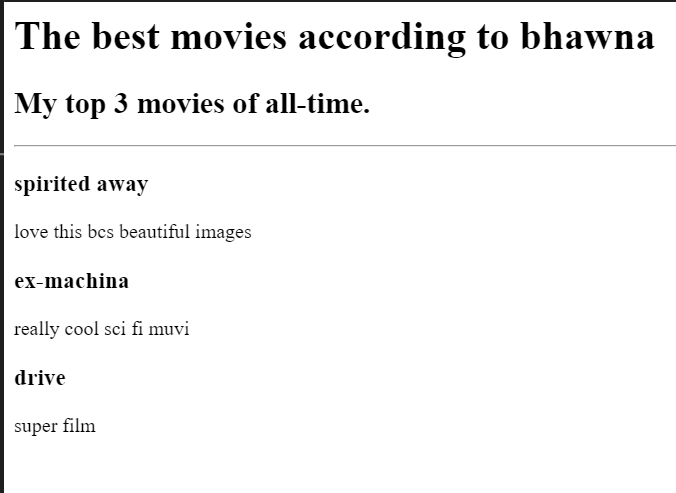 The best movies according to bhawna
My top 3 movies of all-time.
spirited away
love this bcs beautiful images
ex-machina
really cool sci fi muvi
drive
super film